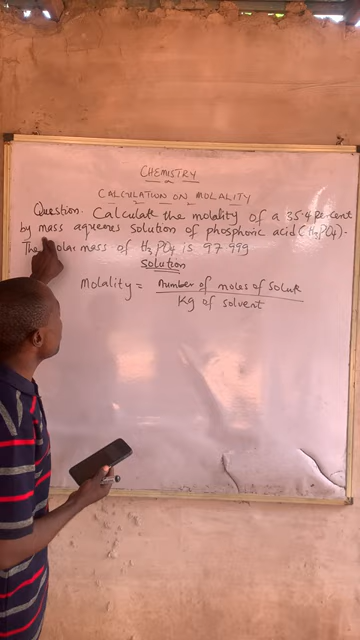 CHEMISTRY
CALCULATION ON MOLALITY
Question. Calculate the molality of a 35.4 percent
by mass aqueous solution of phosphoric acid (H3PO4).
The molar mass of H3PO4 is 97.99g
Solution
Molality = Number of moles of solute
Kg of solvent